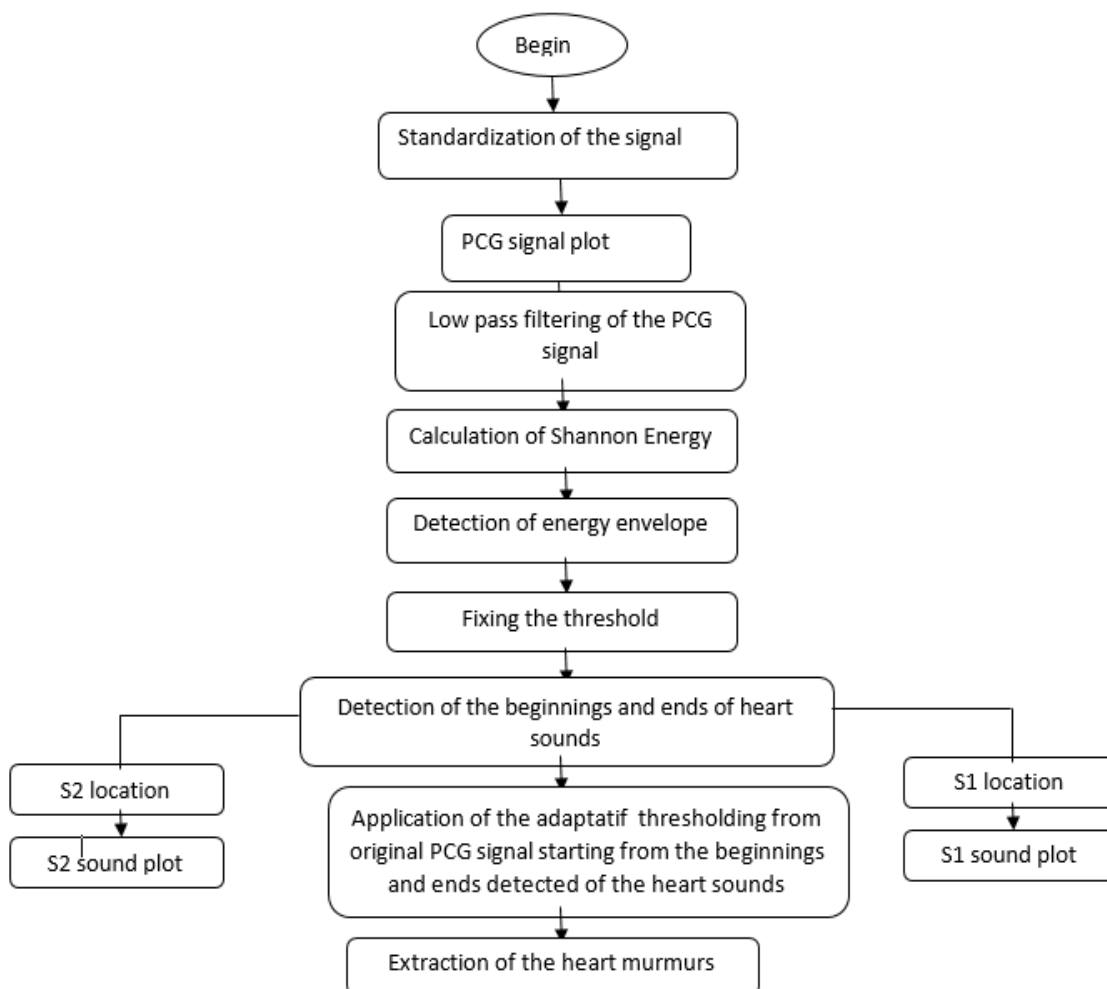 Begin
Standardization of the signal
PCG signal plot
Low pass filtering of the PCG
signal
Calculation of Shannon Energy
Detection of energy envelope
Fixing the threshold
Detection of the beginnings and ends of heart
sounds
S2 location
S2 sound plot
Application of the adaptatif thresholding from
original PCG signal starting from the beginnings
and ends detected of the heart sounds
S1 location
S1 sound plot
Extraction of the heart murmurs